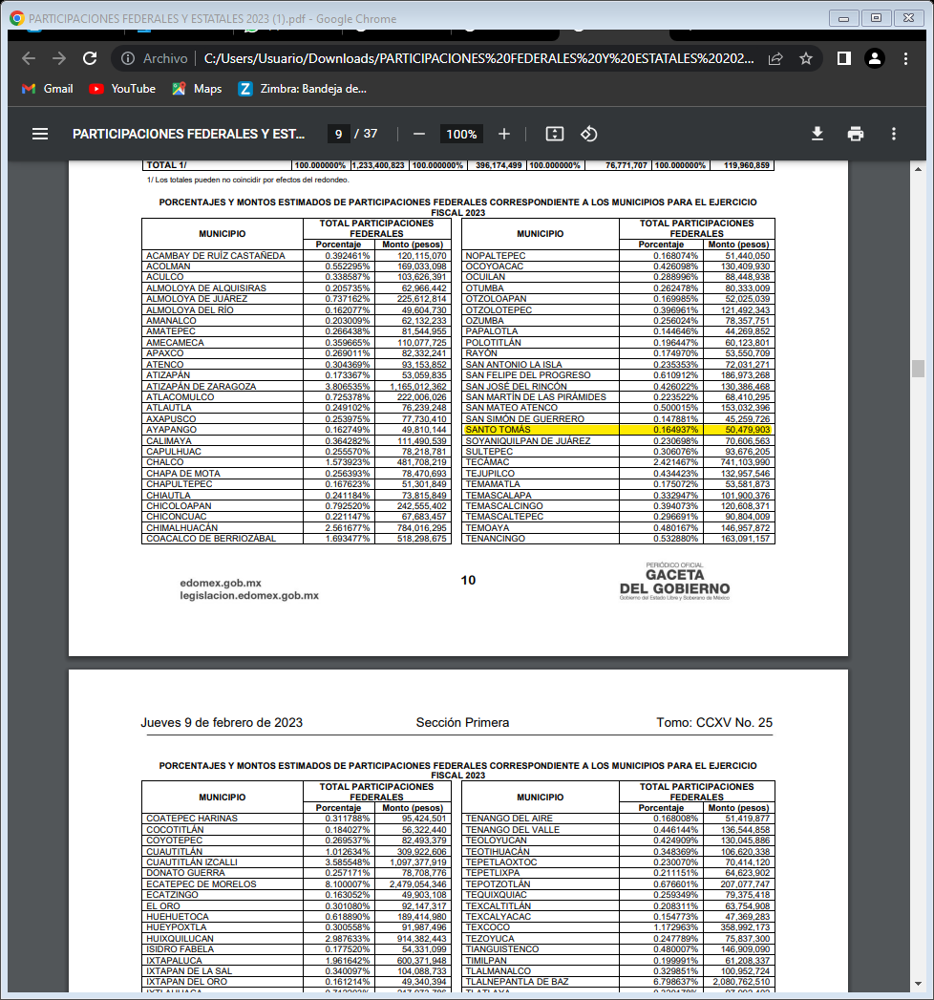 PARTICIPACIONES FEDERALES Y ESTATALES 2023 (1).pdf - Google Chrome
Archivo C:/Users/Usuario/Downloads/PARTICIPACIONES%20FEDERALES%20Y%20ESTATALES%20202...
Gmail YouTube Maps Zimbra: Bandeja de...
PARTICIPACIONES FEDERALES Y EST... 9 / 37 — 100% +
TOTAL 1/ 100.000000% 1,233,400,823 100.000000% 396,174,499 100.000000% 76,771,707 100.000000% 119,960,859
1/ Los totales pueden no coincidir por efectos del redondeo.
PORCENTAJES Y MONTOS ESTIMADOS DE PARTICIPACIONES FEDERALES CORRESPONDIENTE A LOS MUNICIPIOS PARA EL EJERCICIO
FISCAL 2023
MUNICIPIO TOTAL PARTICIPACIONES FEDERALES MUNICIPIO TOTAL PARTICIPACIONES FEDERALES
Porcentaje Monto (pesos) Porcentaje Monto (pesos)
ACAMBAY DE RUÍZ CASTAÑEDA 0.392461% 120,115,070 NOPALTEPEC 0.168074% 51,440,050
ACOLMAN 0.552295% 169,033,098 OCOYOACAC 0.426098% 130,409,930
ACULCO 0.338587% 103,626,391 OCUILAN 0.288996% 88,448,938
ALMOLOYA DE ALQUISIRAS 0.205735% 62,966,442 OTUMBA 0.262478% 80,333,009
ALMOLOYA DE JUÁREZ 0.737162% 225,612,814 OTZOLOAPAN 0.169985% 52,025,039
ALMOLOYA DEL RÍO 0.162077% 49,604,730 OTZOLOTEPEC 0.396961% 121,492,343
AMANALCO 0.203009% 62,132,233 OZUMBA 0.256024% 78,357,751
AMATEPEC 0.266438% 81,544,955 PAPALOTLA 0.144646% 44,269,852
AMECAMECA 0.359665% 110,077,725 POLOTITLÁN 0.196447% 60,123,801
APAXCO 0.269011% 82,332,241 RAYÓN 0.174970% 53,550,709
ATENCO 0.304369% 93,153,852 SAN ANTONIO LA ISLA 0.235353% 72,031,271
ATIZAPÁN 0.173367% 53,059,835 SAN FELIPE DEL PROGRESO 0.610912% 186,973,268
ATIZAPÁN DE ZARAGOZA 3.806535% 1,165,012,362 SAN JOSÉ DEL RINCÓN 0.426022% 130,386,468
ATLACOMULCO 0.725378% 222,006,026 SAN MARTÍN DE LAS PIRÁMIDES 0.223522% 68,410,295
ATLAUTLA 0.249102% 76,239,248 SAN MATEO ATENCO 0.500015% 153,032,396
AXAPUSCO 0.253975% 77,730,410 SAN SIMÓN DE GUERRERO 0.147881% 45,259,726
AYAPANGO 0.162749% 49,810,144 SANTO TOMÁS 0.164937% 50,479,903
CALIMAYA 0.364282% 111,490,539 SOYANIQUILPAN DE JUÁREZ 0.230698% 70,606,563
CAPULHUAC 0.255570% 78,218,781 SULTEPEC 0.306076% 93,676,205
CHALCO 1.573923% 481,708,219 TECÁMAC 2.421467% 741,103,990
CHAPA DE MOTA 0.256393% 78,470,693 TEJUPILCO 0.434423% 132,957,546
CHAPULTEPEC 0.167623% 51,301,849 TEMAMATLA 0.175072% 53,581,873
CHIAUTLA 0.241184% 73,815,849 TEMASCALAPA 0.332947% 101,900,376
CHICOLOAPAN 0.792520% 242,555,402 TEMASCALCINGO 0.394073% 120,608,371
CHICONCUAC 0.221147% 67,683,457 TEMASCALTEPEC 0.296691% 90,804,009
CHIMALHUACÁN 2.561677% 784,016,295 TEMOAYA 0.480167% 146,957,872
COACALCO DE BERRIOZÁBAL 1.693477% 518,298,675 TENANCINGO 0.532880% 163,091,157
edomex.gob.mx
legislacion.edomex.gob.mx
10
PERIÓDICO OFICIAL
GACETA
DEL GOBIERNO
Gobierno del Estado Libre y Soberano de México
Jueves 9 de febrero de 2023 Sección Primera Tomo: CCXV No. 25
PORCENTAJES Y MONTOS ESTIMADOS DE PARTICIPACIONES FEDERALES CORRESPONDIENTE A LOS MUNICIPIOS PARA EL EJERCICIO
FISCAL 2023
MUNICIPIO TOTAL PARTICIPACIONES FEDERALES MUNICIPIO TOTAL PARTICIPACIONES FEDERALES
Porcentaje Monto (pesos) Porcentaje Monto (pesos)
COATEPEC HARINAS 0.311788% 95,424,501 TENANGO DEL AIRE 0.168008% 51,419,877
COCOTITLÁN 0.184027% 56,322,440 TENANGO DEL VALLE 0.446144% 136,544,858
COYOTEPEC 0.269537% 82,493,379 TEOLOYUCAN 0.424909% 130,045,886
CUAUTITLÁN 1.012634% 309,922,606 TEOTIHUACÁN 0.348369% 106,620,338
CUAUTITLÁN IZCALLI 3.585548% 1,097,377,919 TEPETLAOXTOC 0.230070% 70,414,120
DONATO GUERRA 0.257171% 78,708,776 TEPETLIXPA 0.211151% 64,623,902
ECATEPEC DE MORELOS 8.100007% 2,479,054,346 TEPOTZOTLÁN 0.676601% 207,077,747
ECATZINGO 0.163052% 49,903,108 TEQUIXQUIAC 0.259349% 79,375,418
EL ORO 0.301080% 92,147,317 TEXCALTITLÁN 0.208311% 63,754,908
HUEHUETOCA 0.618890% 189,414,980 TEXCALYACAC 0.154773% 47,369,283
HUEYPOXTLA 0.300558% 91,987,496 TEXCOCO 1.172963% 358,992,173
HUIXQUILUCAN 2.987633% 914,382,443 TEZOYUCA 0.247789% 75,837,300
ISIDRO FABELA 0.177520% 54,331,099 TIANGUISTENCO 0.480007% 146,909,090
IXTAPALUCA 1.961642% 600,371,948 TIMILPAN 0.199991% 61,208,337
IXTAPAN DE LA SAL 0.340097% 104,088,733 TLALMANALCO 0.329851% 100,952,724
IXTAPAN DEL ORO 0.161214% 49,340,394 TLALNEPANTLA DE BAZ 6.798637% 2,080,762,510